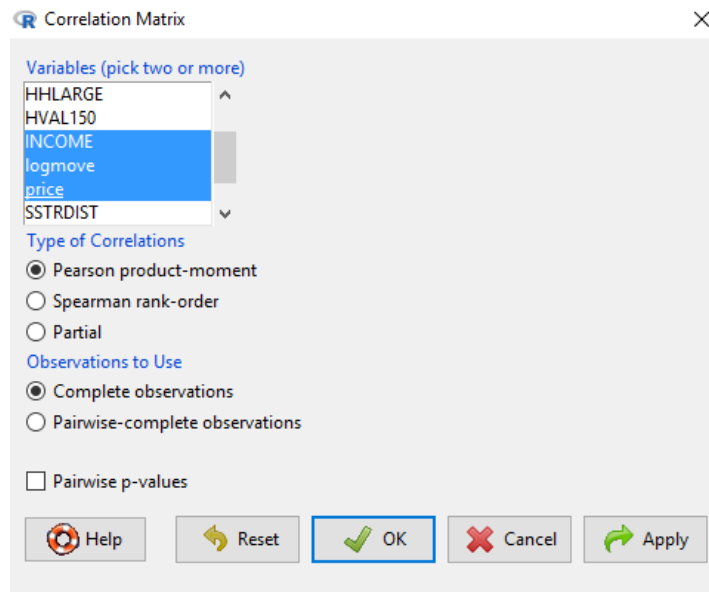 Correlation Matrix
Variables (pick two or more)
HHLARGE
HVAL150
INCOME
logmove
price
SSTRDIST
Type of Correlations
Pearson product-moment
Spearman rank-order
Partial
Observations to Use
Complete observations
Pairwise-complete observations
Pairwise p-values
Help Reset OK Cancel Apply